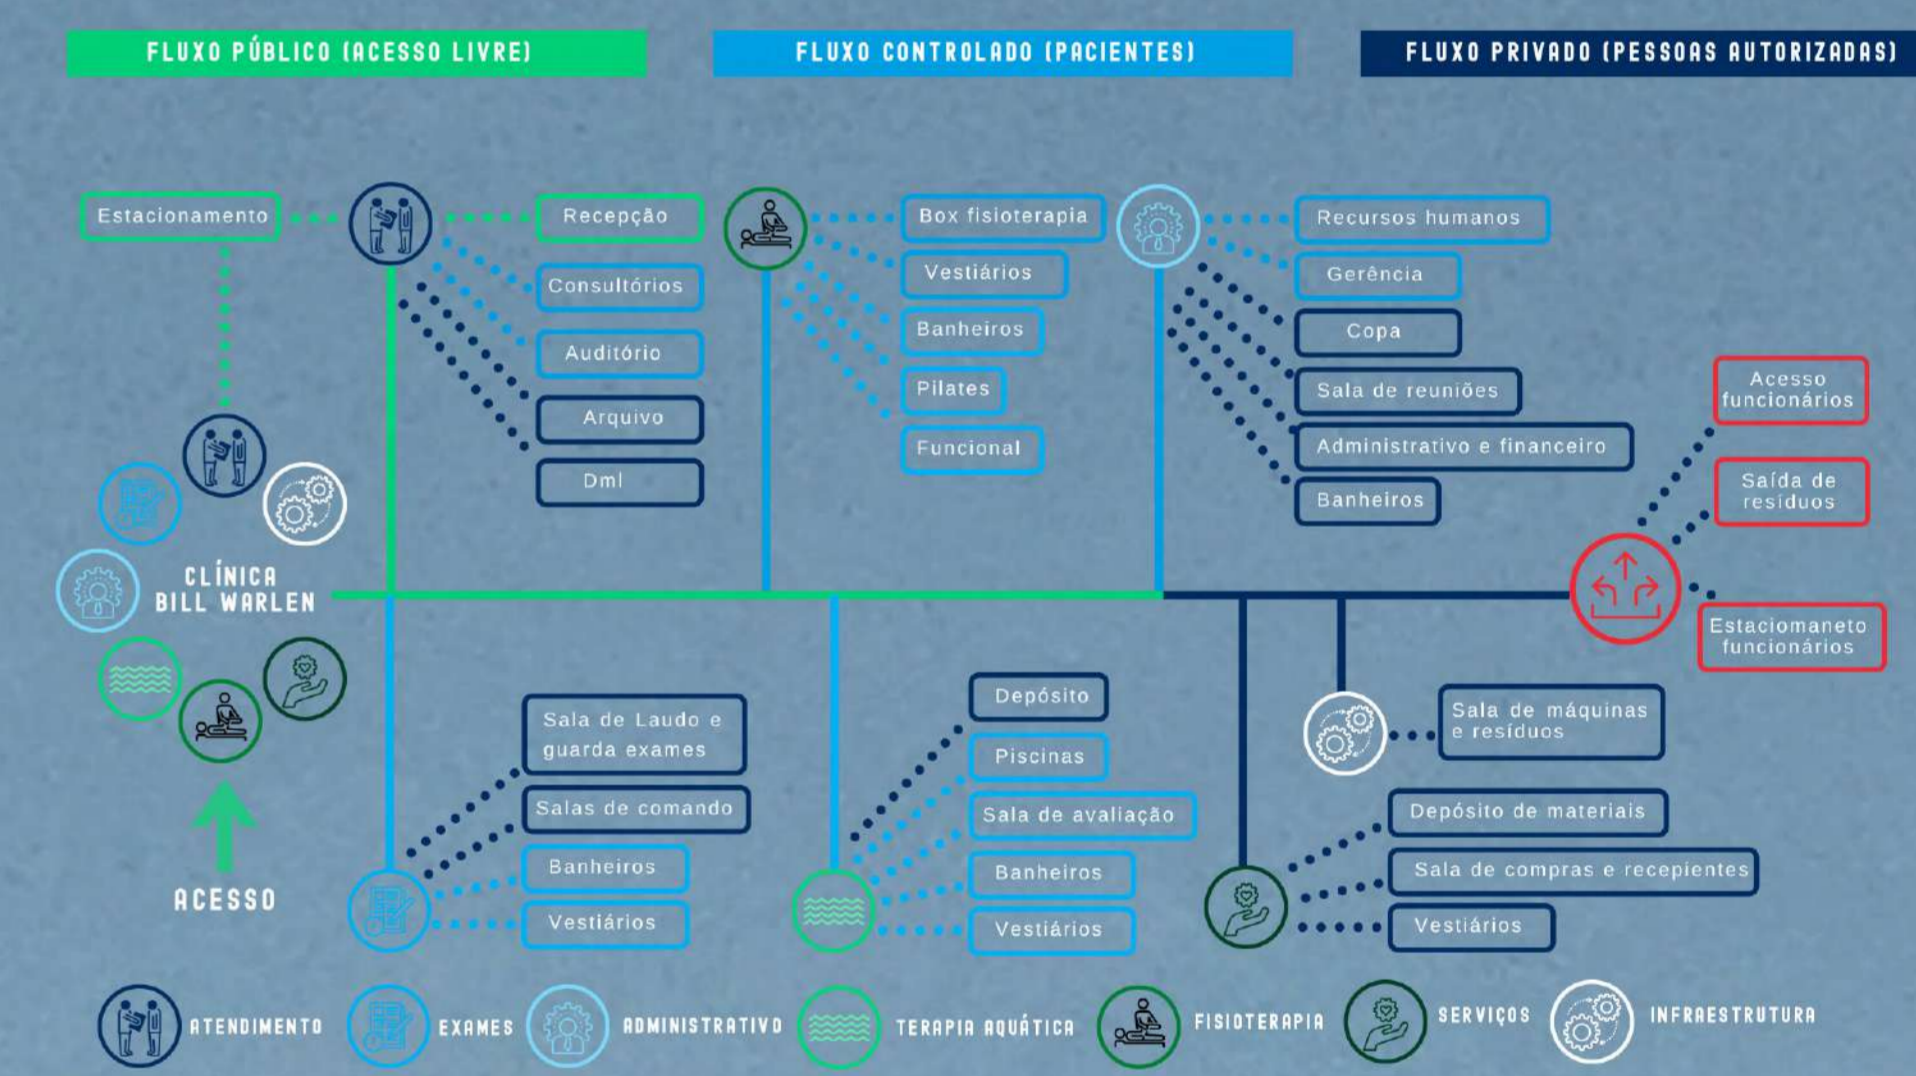 FLUXO PÚBLICO (ACESSO LIVRE)
FLUXO CONTROLADO (PACIENTES)
FLUXO PRIVADO (PESSOAS AUTORIZADAS)
Estacionamento
Recepção
Consultórios
Auditório
Arquivo
Dml
Box fisioterapia
Vestiários
Banheiros
Pilates
Funcional
Recursos humanos
Gerência
Copa
Sala de reuniões
Administrativo e financeiro
Banheiros
Acesso
funcionários
Saída de
resíduos
Estaciomaneto
funcionários
CLÍNICA
BILL WARLEN
ACESSO
Sala de Laudo e
guarda exames
Salas de comando
Banheiros
Vestiários
Depósito
Piscinas
Sala de avaliação
Banheiros
Vestiários
Sala de máquinas
e resíduos
Depósito de materiais
Sala de compras e recepientes
Vestiários
ATENDIMENTO
EXAMES
ADMINISTRATIVO
TERAPIA AQUÁTICA
FISIOTERAPIA
SERVIÇOS
INFRAESTRUTURA